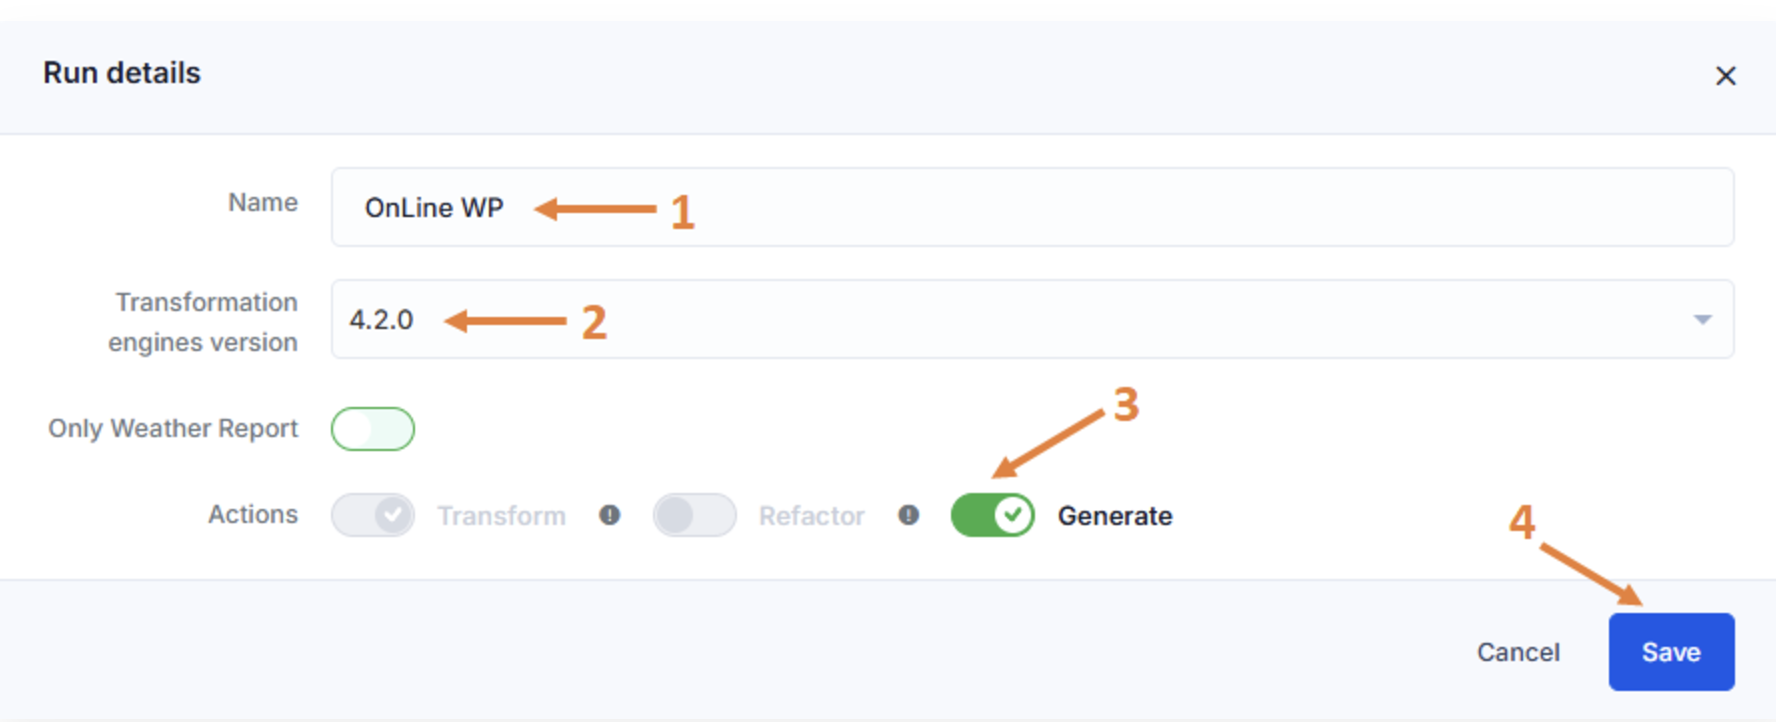 Run details
Name
OnLine WP
1
Transformation
engines version
4.2.0
2
Only Weather Report
3
Actions
Transform
Refactor
Generate
4
Cancel
Save